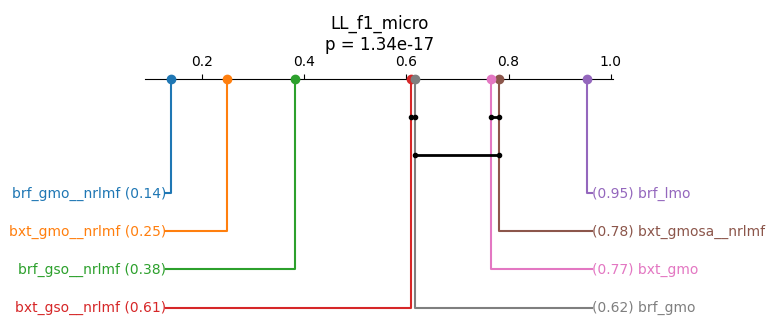 LL_f1_micro
p = 1.34e-17
0.2 0.4 0.6 0.8 1.0
brf_gmo__nrlmf (0.14) (0.95) brf_lmo
bxt_gmo__nrlmf (0.25) (0.78) bxt_gmosa__nrlmf
brf_gso__nrlmf (0.38) (0.77) bxt_gmo
bxt_gso__nrlmf (0.61) (0.62) brf_gmo